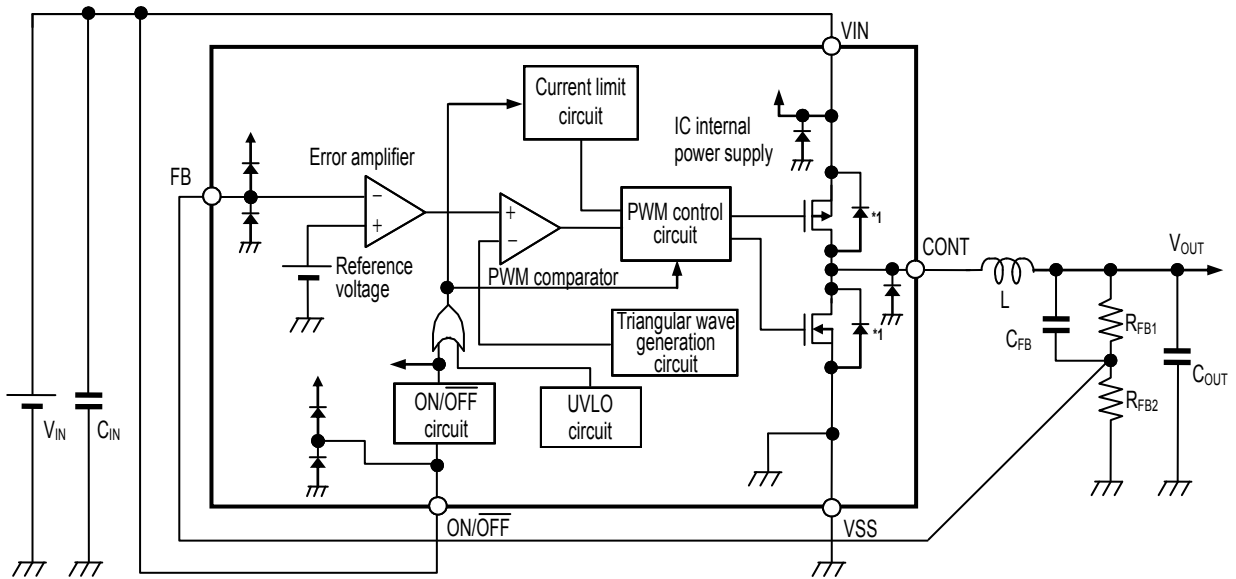 VIN
Current limit
circuit
IC internal
power supply
Error amplifier
FB
−
+
+
−
PWM control
circuit
*1
CONT
VOUT
Reference
voltage
PWM comparator
L
Triangular wave
generation
circuit
*1
CFB
RFB1
COUT
ON/OFF
circuit
UVLO
circuit
RFB2
VIN
CIN
ON/OFF
VSS